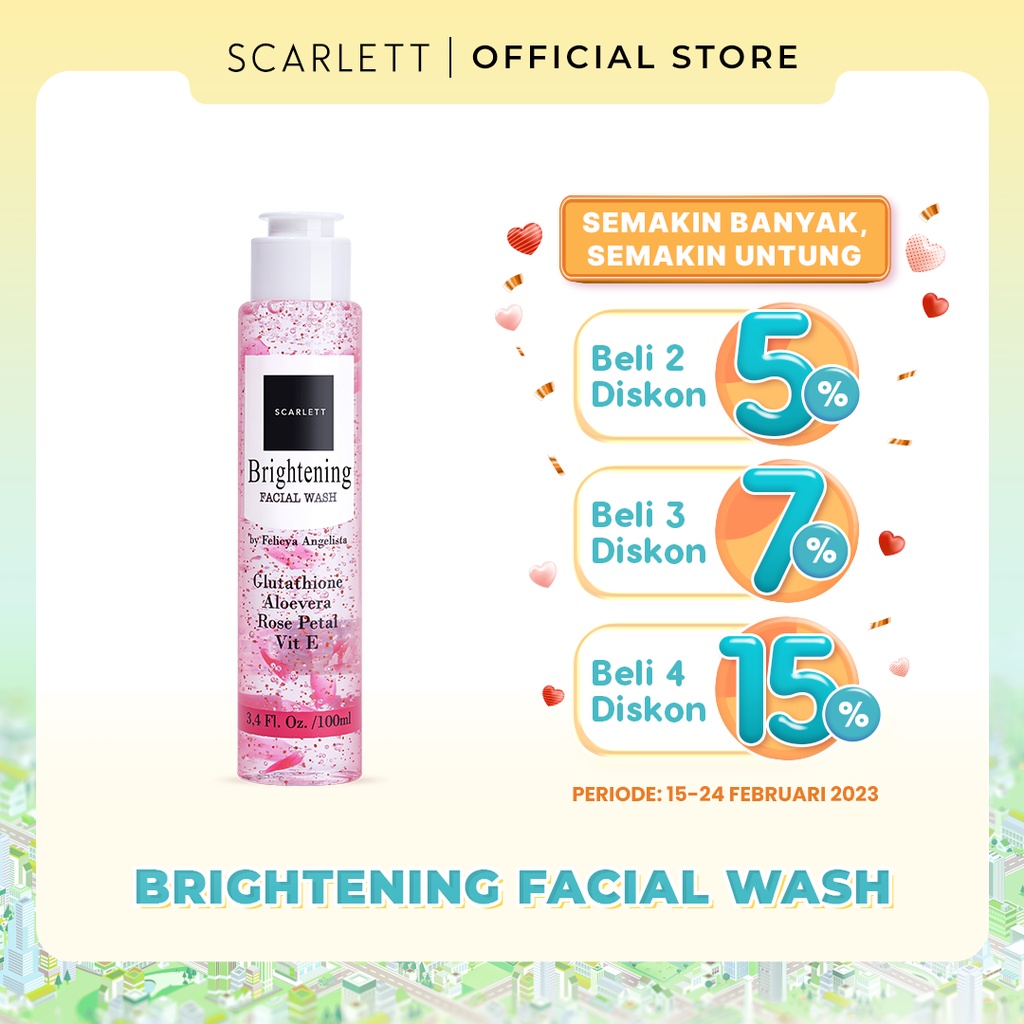 SCARLETT | OFFICIAL STORE
SCARLETT
Brightening
FACIAL WASH
by Felicya Angelista
Glutathione
Aloevera
Rose Petal
Vit E
3,4 Fl. Oz. /100ml
SEMAKIN BANYAK,
SEMAKIN UNTUNG
Beli 2
Diskon
5%
Beli 3
Diskon
7%
Beli 4
Diskon
15%
PERIODE: 15-24 FEBRUARI 2023
BRIGHTENING FACIAL WASH